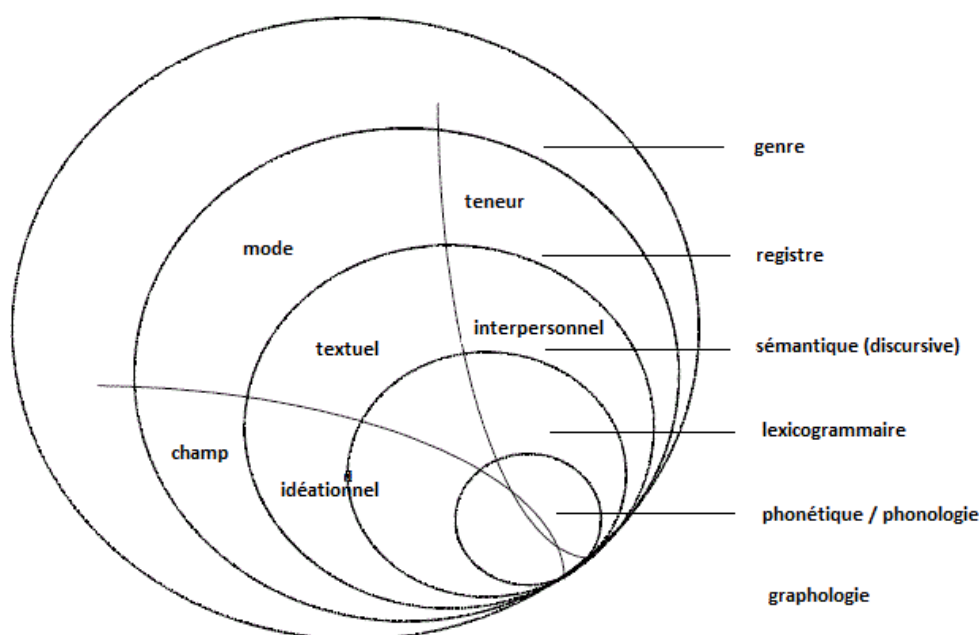 genre
teneur
mode
registre
interpersonnel
textuel
sémantique (discursive)
lexicogrammaire
champ
idéationnel
phonétique / phonologie
graphologie